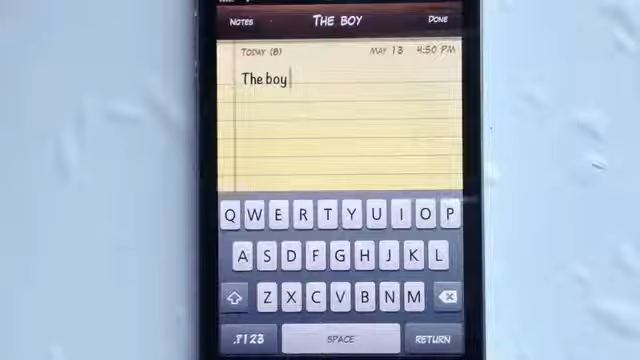 Notes THE BOY Done
Today (8) May 13 4:50 PM
The boy
Q W E R T Y U I O P
A S D F G H J K L
Z X C V B N M
.?123 SPACE RETURN